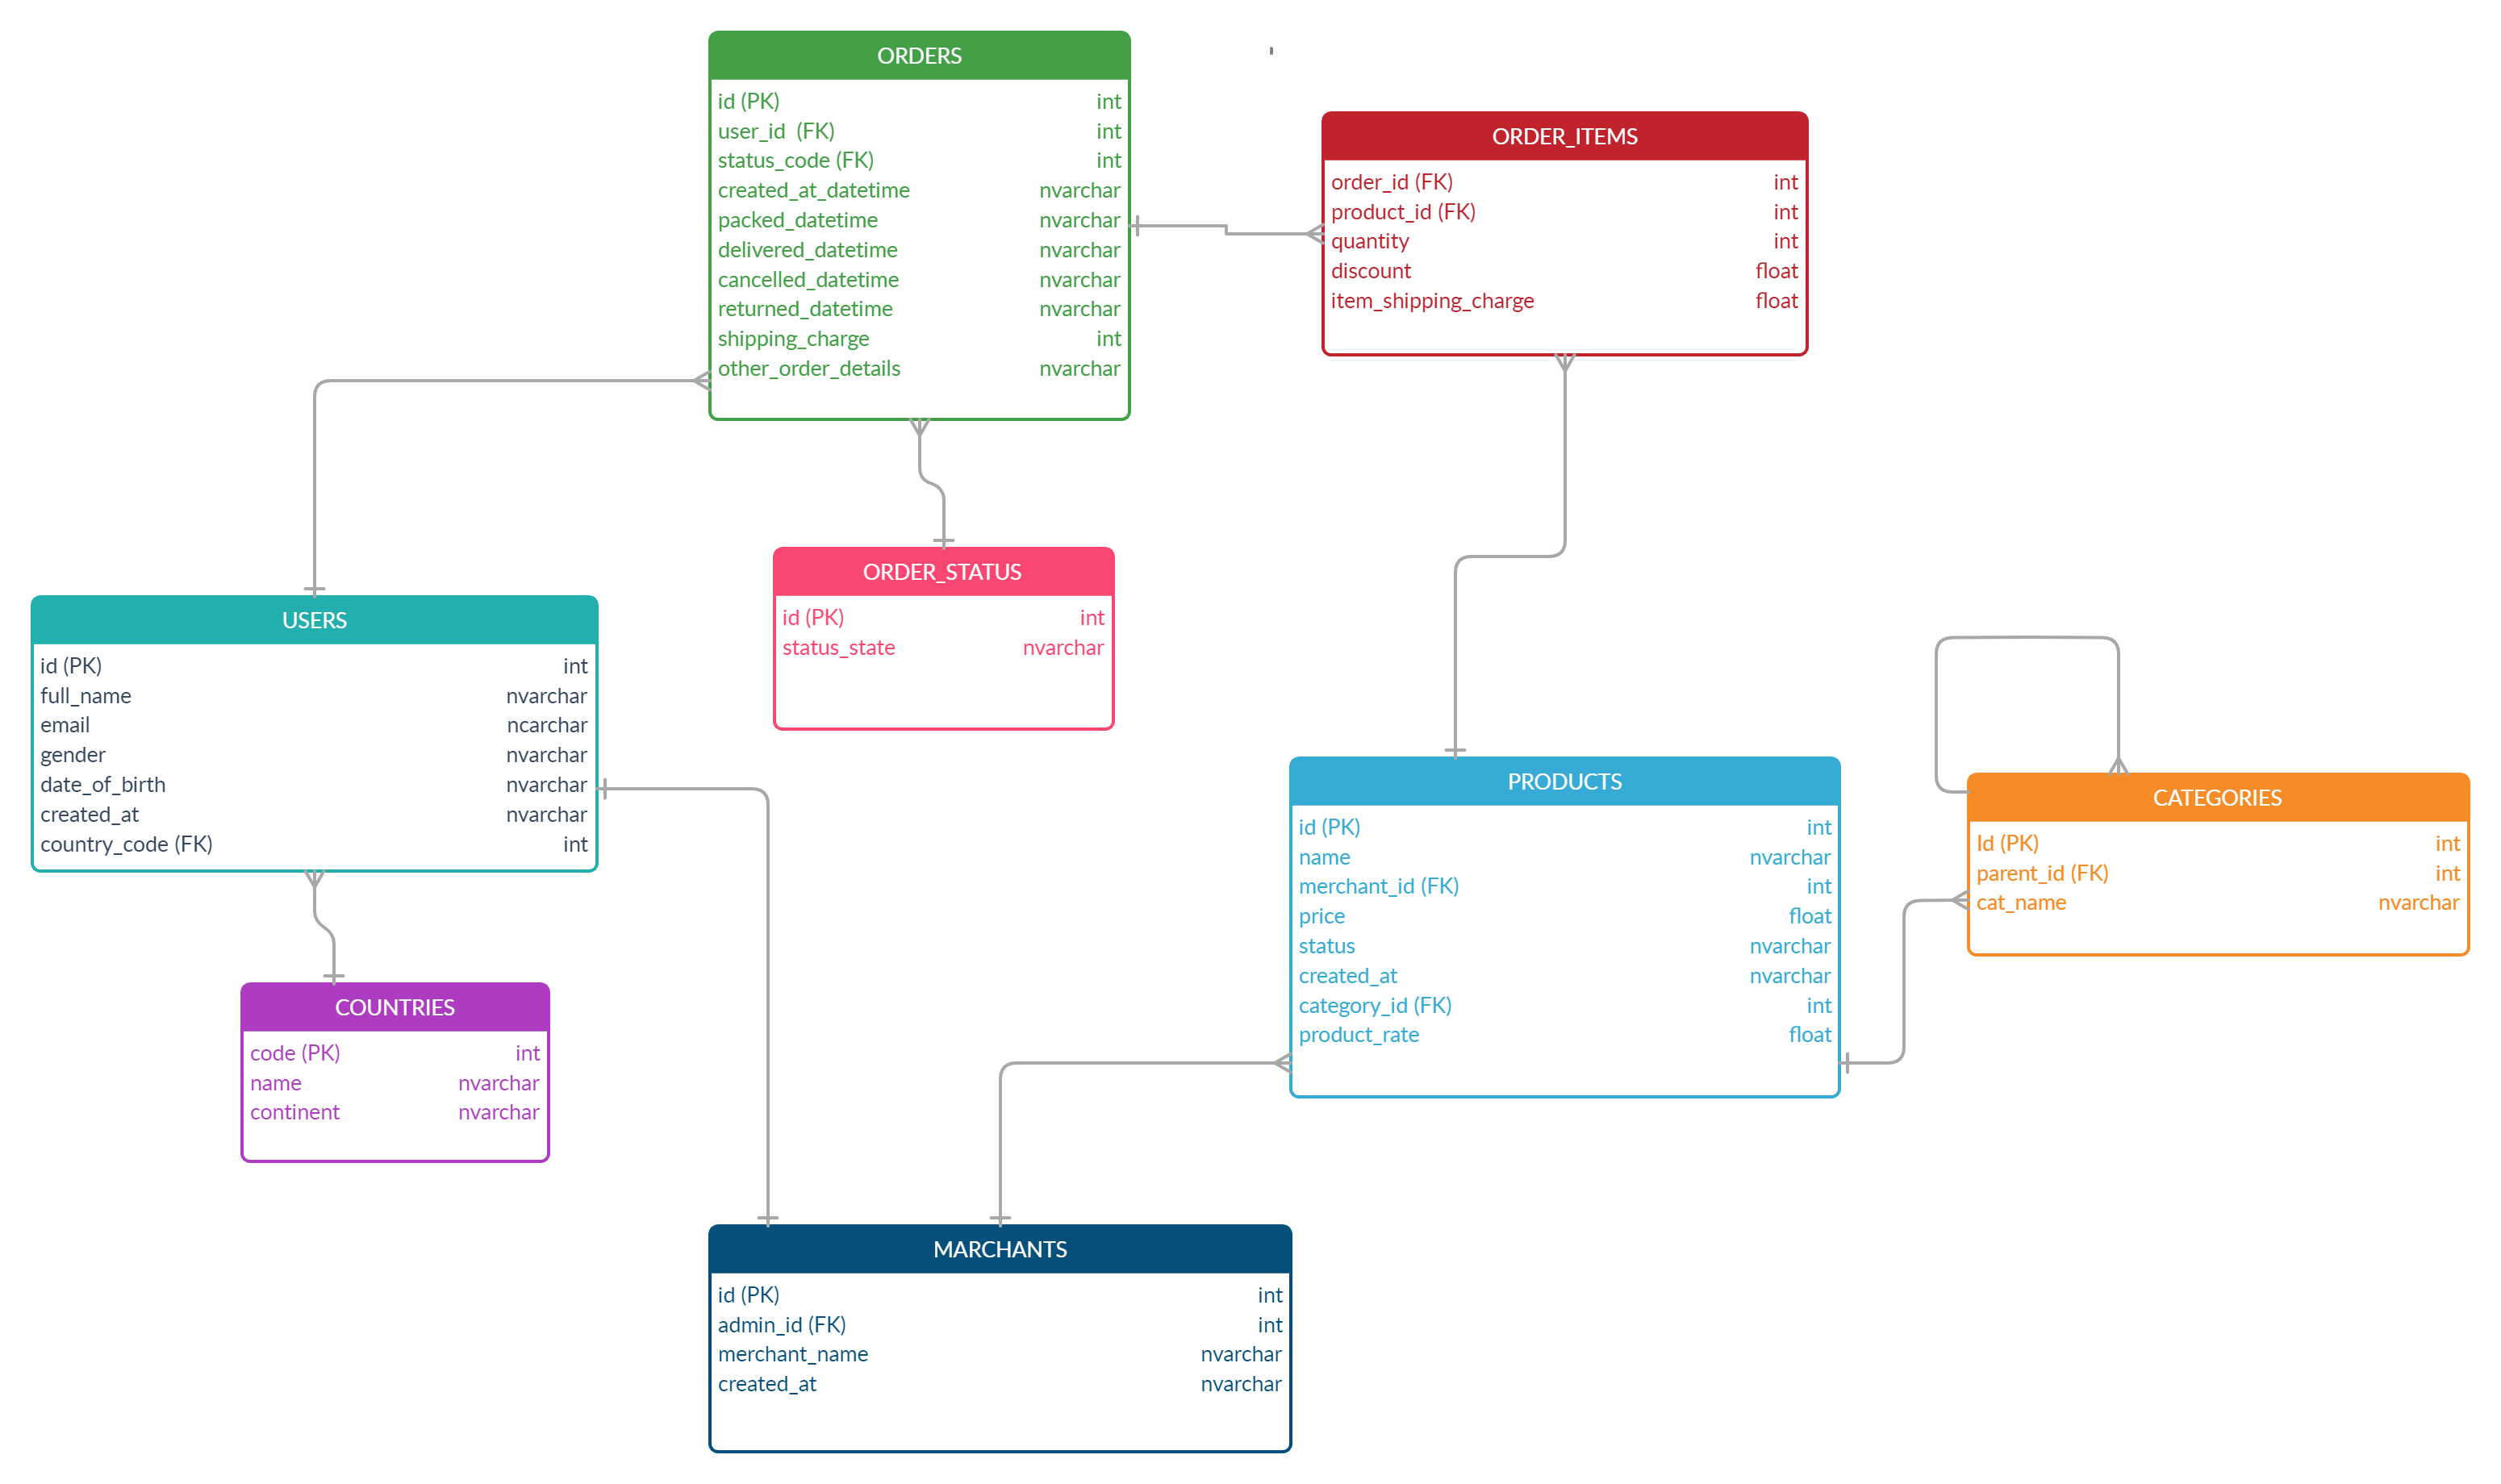 ORDERS
id (PK) int
user_id (FK) int
status_code (FK) int
created_at_datetime nvarchar
packed_datetime nvarchar
delivered_datetime nvarchar
cancelled_datetime nvarchar
returned_datetime nvarchar
shipping_charge int
other_order_details nvarchar
ORDER_ITEMS
order_id (FK) int
product_id (FK) int
quantity int
discount float
item_shipping_charge float
ORDER_STATUS
id (PK) int
status_state nvarchar
USERS
id (PK) int
full_name nvarchar
email ncarchar
gender nvarchar
date_of_birth nvarchar
created_at nvarchar
country_code (FK) int
PRODUCTS
id (PK) int
name nvarchar
merchant_id (FK) int
price float
status nvarchar
created_at nvarchar
category_id (FK) int
product_rate float
CATEGORIES
Id (PK) int
parent_id (FK) int
cat_name nvarchar
COUNTRIES
code (PK) int
name nvarchar
continent nvarchar
MARCHANTS
id (PK) int
admin_id (FK) int
merchant_name nvarchar
created_at nvarchar